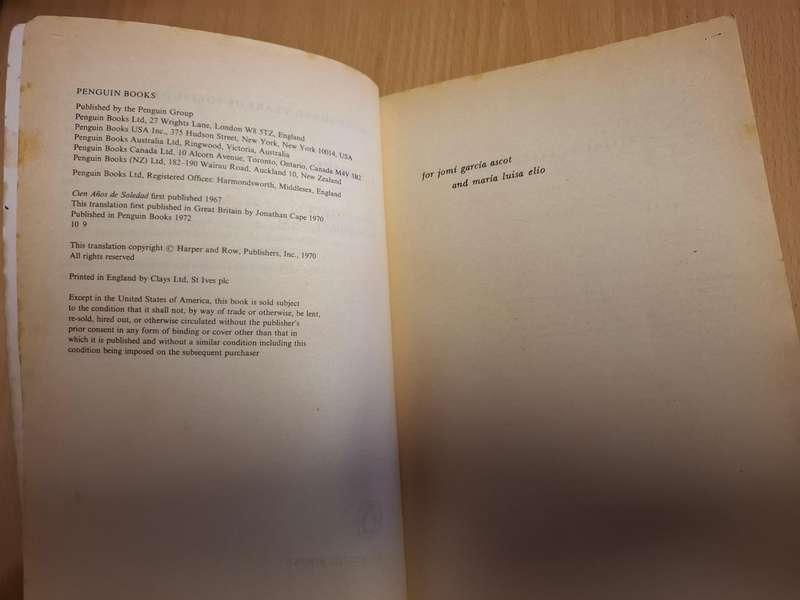 PENGUIN BOOKS
Published by the Penguin Group
Penguin Books Ltd, 27 Wrights Lane, London W8 5TZ, England
Penguin Books USA Inc., 375 Hudson Street, New York, New York 10014, USA
Penguin Books Australia Ltd, Ringwood, Victoria, Australia
Penguin Books Canada Ltd, 10 Alcorn Avenue, Toronto, Ontario, Canada M4V 3B2
Penguin Books (NZ) Ltd, 182–190 Wairau Road, Auckland 10, New Zealand
Penguin Books Ltd, Registered Offices: Harmondsworth, Middlesex, England
Cien Años de Soledad first published 1967
This translation first published in Great Britain by Jonathan Cape 1970
Published in Penguin Books 1972
10 9
This translation copyright © Harper and Row, Publishers, Inc., 1970
All rights reserved
Printed in England by Clays Ltd, St Ives plc
Except in the United States of America, this book is sold subject
to the condition that it shall not, by way of trade or otherwise, be lent,
re-sold, hired out, or otherwise circulated without the publisher's
prior consent in any form of binding or cover other than that in
which it is published and without a similar condition including this
condition being imposed on the subsequent purchaser
for jomí garcía ascot
and maría luisa elío